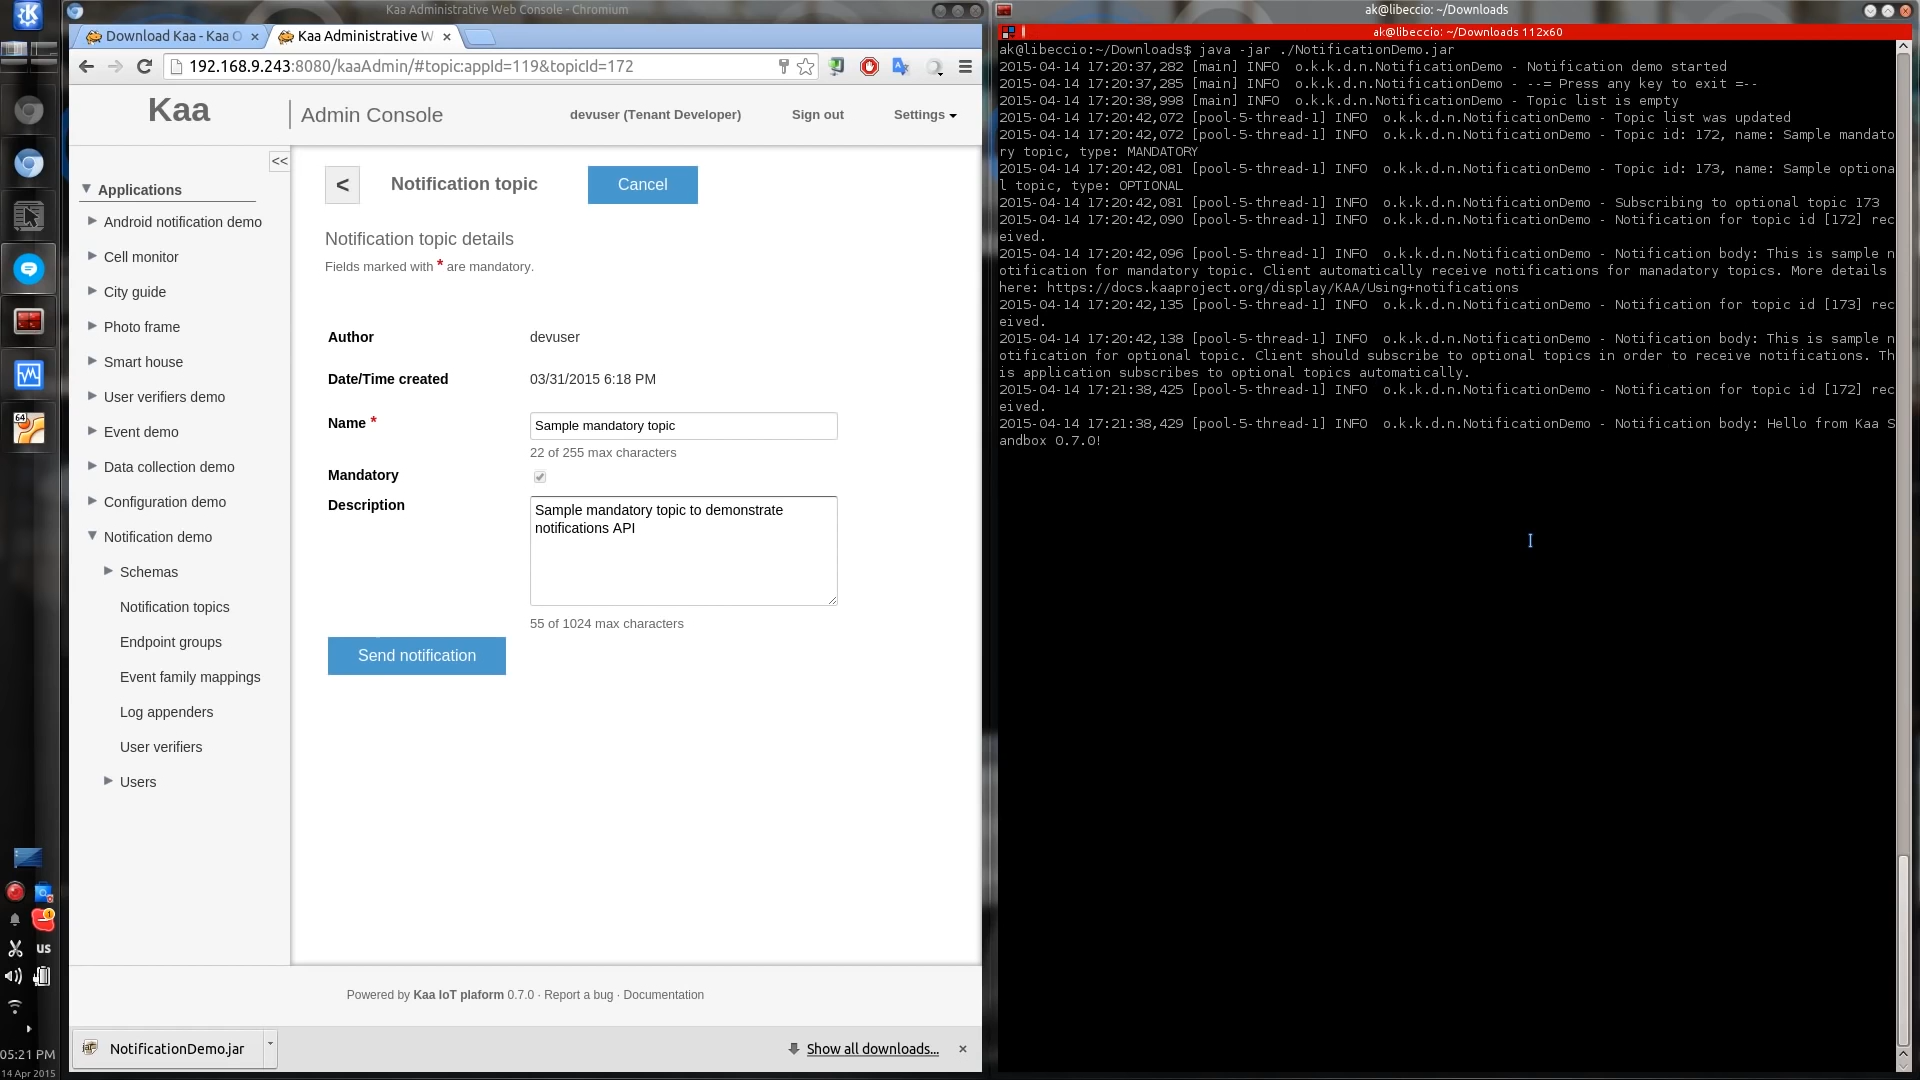 Kaa Administrative Web Console - Chromium
Download Kaa - Kaa O
Kaa Administrative W
192.168.9.243:8080/kaaAdmin/#topic:appId=119&topicId=172
Kaa
Admin Console
devuser (Tenant Developer)
Sign out
Settings
<<
Applications
Android notification demo
Cell monitor
City guide
Photo frame
Smart house
User verifiers demo
Event demo
Data collection demo
Configuration demo
Notification demo
Schemas
Notification topics
Endpoint groups
Event family mappings
Log appenders
User verifiers
Users
<
Notification topic
Cancel
Notification topic details
Fields marked with * are mandatory.
Author
devuser
Date/Time created
03/31/2015 6:18 PM
Name *
Sample mandatory topic
22 of 255 max characters
Mandatory
Description
Sample mandatory topic to demonstrate
notifications API
55 of 1024 max characters
Send notification
Powered by Kaa IoT plaform 0.7.0 · Report a bug · Documentation
NotificationDemo.jar
Show all downloads...
64
1
us
05:21 PM
14 Apr 2015
ak@libeccio: ~/Downloads
ak@libeccio: ~/Downloads 112x60
ak@libeccio:~/Downloads$ java -jar ./NotificationDemo.jar
2015-04-14 17:20:37,282 [main] INFO  o.k.k.d.n.NotificationDemo - Notification demo started
2015-04-14 17:20:37,285 [main] INFO  o.k.k.d.n.NotificationDemo - --= Press any key to exit =--
2015-04-14 17:20:38,998 [main] INFO  o.k.k.d.n.NotificationDemo - Topic list is empty
2015-04-14 17:20:42,072 [pool-5-thread-1] INFO  o.k.k.d.n.NotificationDemo - Topic list was updated
2015-04-14 17:20:42,072 [pool-5-thread-1] INFO  o.k.k.d.n.NotificationDemo - Topic id: 172, name: Sample mandato
ry topic, type: MANDATORY
2015-04-14 17:20:42,081 [pool-5-thread-1] INFO  o.k.k.d.n.NotificationDemo - Topic id: 173, name: Sample optiona
l topic, type: OPTIONAL
2015-04-14 17:20:42,081 [pool-5-thread-1] INFO  o.k.k.d.n.NotificationDemo - Subscribing to optional topic 173
2015-04-14 17:20:42,090 [pool-5-thread-1] INFO  o.k.k.d.n.NotificationDemo - Notification for topic id [172] rec
eived.
2015-04-14 17:20:42,096 [pool-5-thread-1] INFO  o.k.k.d.n.NotificationDemo - Notification body: This is sample n
otification for mandatory topic. Client automatically receive notifications for mandatory topics. More details
here: https://docs.kaaproject.org/display/KAA/Using+notifications
2015-04-14 17:20:42,135 [pool-5-thread-1] INFO  o.k.k.d.n.NotificationDemo - Notification for topic id [173] rec
eived.
2015-04-14 17:20:42,138 [pool-5-thread-1] INFO  o.k.k.d.n.NotificationDemo - Notification body: This is sample n
otification for optional topic. Client should subscribe to optional topics in order to receive notifications. Th
is application subscribes to optional topics automatically.
2015-04-14 17:21:38,425 [pool-5-thread-1] INFO  o.k.k.d.n.NotificationDemo - Notification for topic id [172] rec
eived.
2015-04-14 17:21:38,429 [pool-5-thread-1] INFO  o.k.k.d.n.NotificationDemo - Notification body: Hello from Kaa S
andbox 0.7.0!